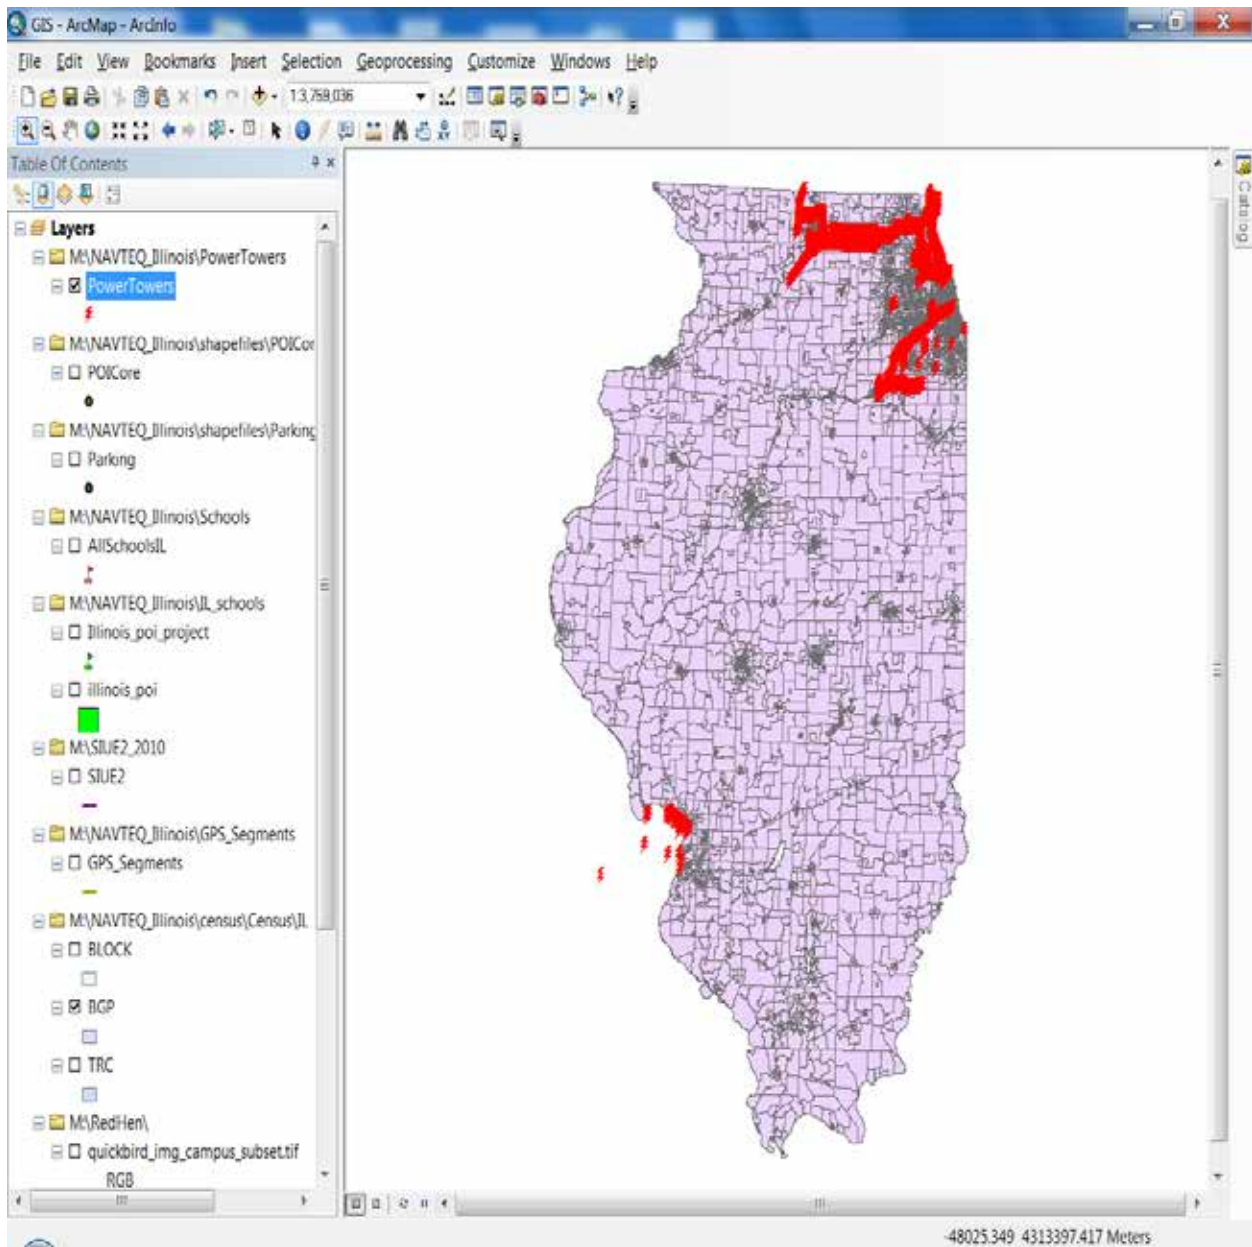 GIS - ArcMap - ArcInfo
File Edit View Bookmarks Insert Selection Geoprocessing Customize Windows Help
1:3,759,036
Table Of Contents
Layers
M:\NAVTEQ_Illinois\PowerTowers
PowerTowers
M:\NAVTEQ_Illinois\shapefiles\POICor
POICore
M:\NAVTEQ_Illinois\shapefiles\Parking
Parking
M:\NAVTEQ_Illinois\Schools
AllSchoolsIL
M:\NAVTEQ_Illinois\IL_schools
Illinois_poi_project
illinois_poi
M:\SIUE2_2010
SIUE2
M:\NAVTEQ_Illinois\GPS_Segments
GPS_Segments
M:\NAVTEQ_Illinois\census\Census\IL
BLOCK
BGP
TRC
M:\RedHen\
quickbird_img_campus_subset.tif
RGB
Catalog
-48025.349 4313397.417 Meters